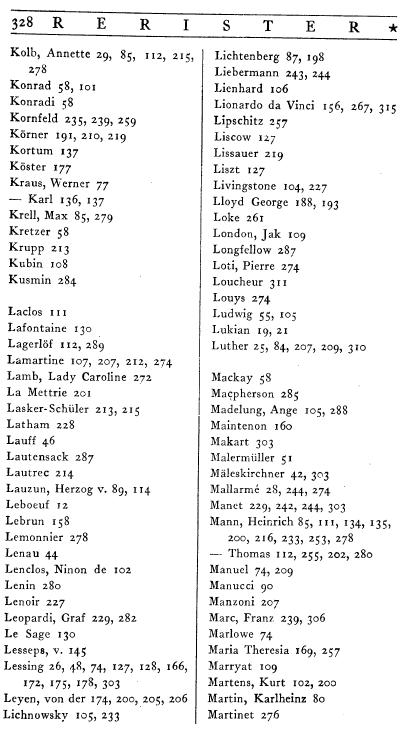 328 R E R I S T E R ★
Kolb, Annette 29, 85, 112, 215,
278
Konrad 58, 101
Konradi 58
Kornfeld 235, 239, 259
Körner 191, 210, 219
Kortum 137
Köster 177
Kraus, Werner 77
— Karl 136, 137
Krell, Max 85, 279
Kretzer 58
Krupp 213
Kubin 108
Kusmin 284
Laclos 111
Lafontaine 130
Lagerlöf 112, 289
Lamartine 107, 207, 212, 274
Lamb, Lady Caroline 272
La Mettrie 201
Lasker-Schüler 213, 215
Latham 228
Lauff 46
Lautensack 287
Lautrec 214
Lauzun, Herzog v. 89, 114
Leboeuf 12
Lebrun 158
Lemonnier 278
Lenau 44
Lenclos, Ninon de 102
Lenin 280
Lenoir 227
Leopardi, Graf 229, 282
Le Sage 130
Lesseps, v. 145
Lessing 26, 48, 74, 127, 128, 166,
172, 175, 178, 303
Leyen, von der 174, 200, 205, 206
Lichnowsky 105, 233
Lichtenberg 87, 198
Liebermann 243, 244
Lienhard 106
Lionardo da Vinci 156, 267, 315
Lipschitz 257
Liscow 127
Lissauer 219
Liszt 127
Livingstone 104, 227
Lloyd George 188, 193
Loke 261
London, Jak 109
Longfellow 287
Loti, Pierre 274
Loucheur 311
Louys 274
Ludwig 55, 105
Lukian 19, 21
Luther 25, 84, 207, 209, 310
Mackay 58
Macpherson 285
Madelung, Ange 105, 288
Maintenon 160
Makart 303
Malermüller 51
Mäleskirchner 42, 303
Mallarmé 28, 244, 274
Manet 229, 242, 244, 303
Mann, Heinrich 85, 111, 134, 135,
200, 216, 233, 253, 278
— Thomas 112, 255, 202, 280
Manuel 74, 209
Manucci 90
Manzoni 207
Marc, Franz 239, 306
Marlowe 74
Maria Theresia 169, 257
Marryat 109
Martens, Kurt 102, 200
Martin, Karlheinz 80
Martinet 276